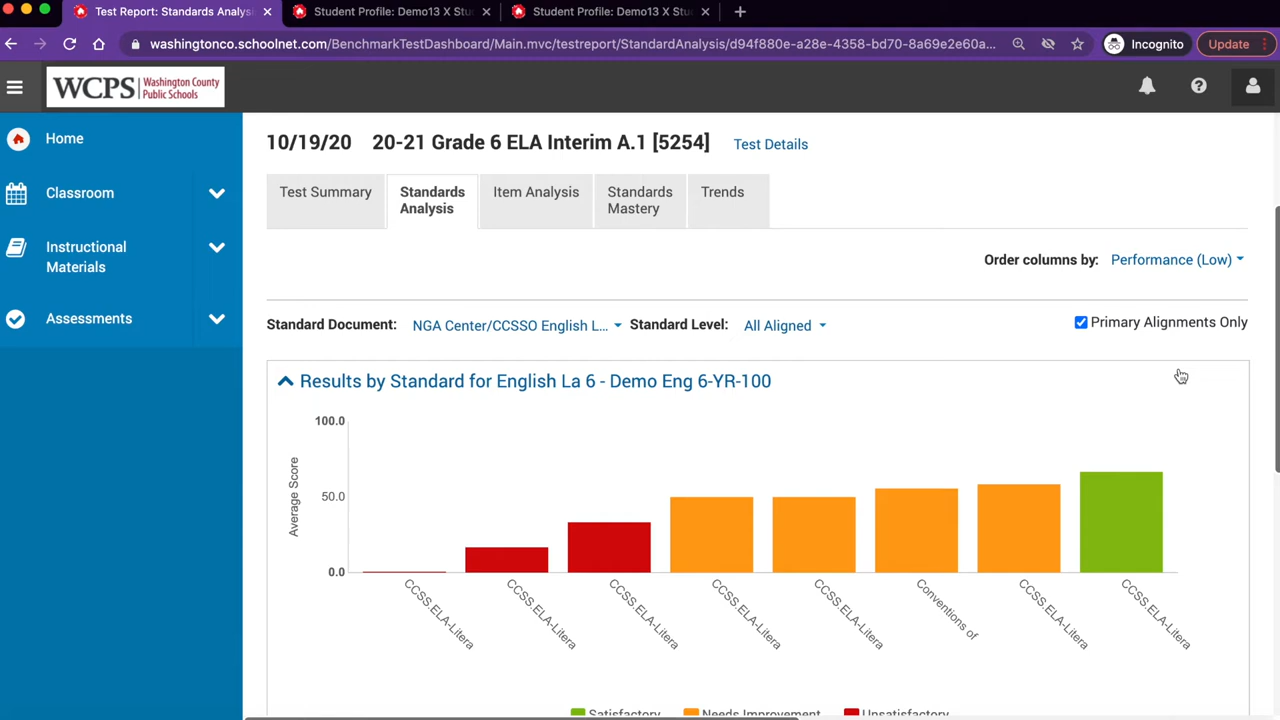 Test Report: Standards Analysis
Student Profile: Demo13 X Stu
Student Profile: Demo13 X Stu
washingtonco.schoolnet.com/BenchmarkTestDashboard/Main.mvc/testreport/StandardAnalysis/d94f880e-a28e-4358-bd70-8a69e2e60a...
Incognito
Update
WCPS
Washington County
Public Schools
Home
Classroom
Instructional
Materials
Assessments
10/19/20 20-21 Grade 6 ELA Interim A.1 [5254] Test Details
Test Summary
Standards
Analysis
Item Analysis
Standards
Mastery
Trends
Order columns by: Performance (Low)
Standard Document: NGA Center/CCSSO English L... Standard Level: All Aligned
Primary Alignments Only
Results by Standard for English La 6 - Demo Eng 6-YR-100
100.0
50.0
0.0
Average Score
CCSS.ELA-Litera
CCSS.ELA-Litera
CCSS.ELA-Litera
CCSS.ELA-Litera
CCSS.ELA-Litera
Conventions of
CCSS.ELA-Litera
CCSS.ELA-Litera
Satisfactory Needs Improvement Unsatisfactory